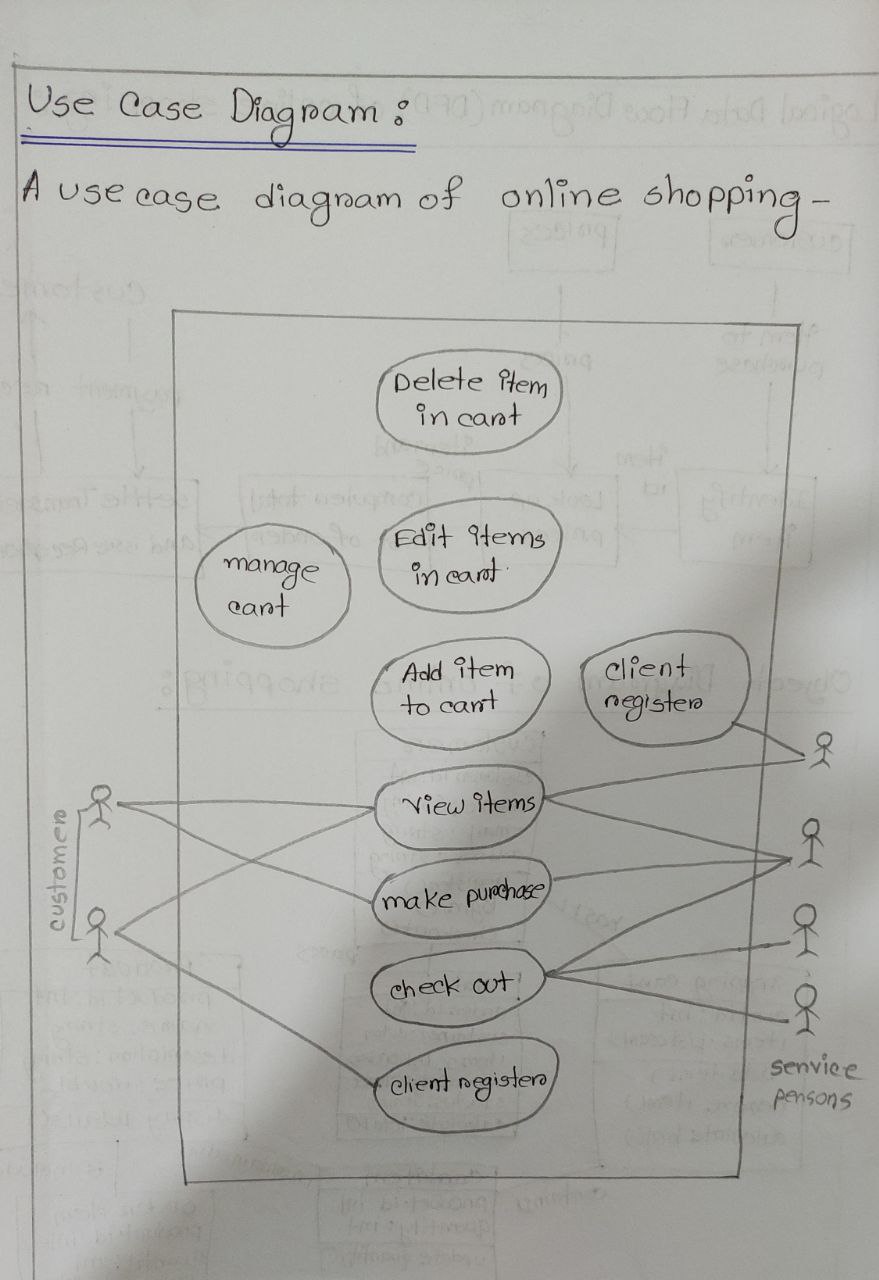 Use Case Diagram:
A use case diagram of online shopping -
Delete item
in cart
Edit items
in cart.
manage
cart
Add item
to cart
client
register
View items
make purchase
check out
client register
customer
service
persons